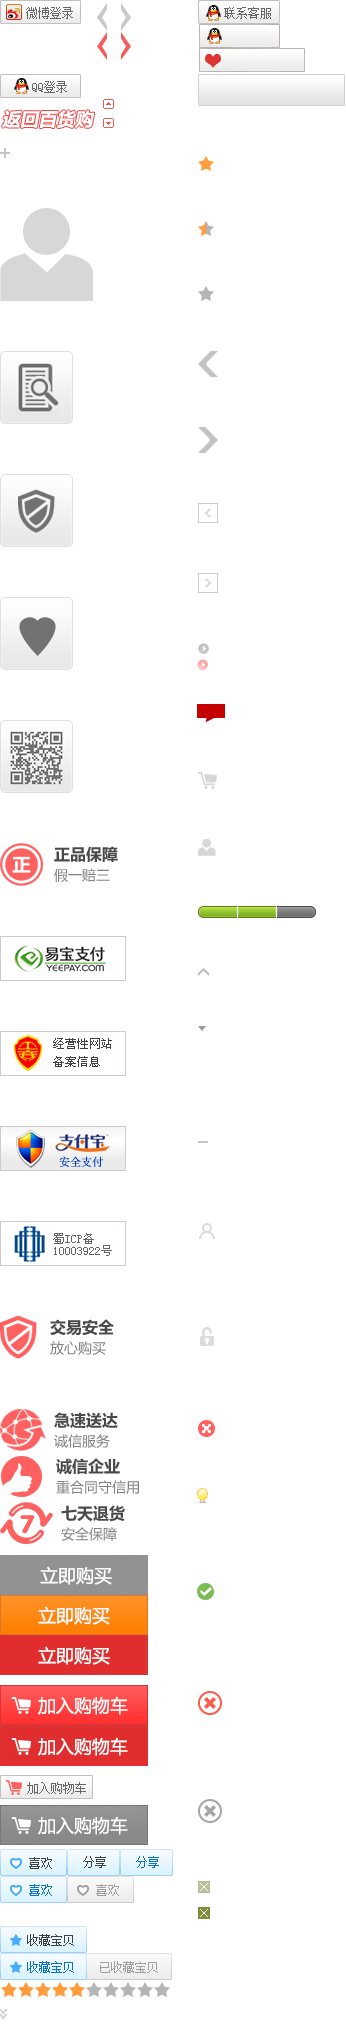 微博登录
联系客服
QQ登录
返回百货购
正
正品保障
假一赔三
易宝支付
YEEPAY.COM
经营性网站
备案信息
支付宝
安全支付
蜀ICP备
10003922号
交易安全
放心购买
急速送达
诚信服务
诚信企业
重合同守信用
7
七天退货
安全保障
立即购买
立即购买
立即购买
加入购物车
加入购物车
加入购物车
加入购物车
喜欢 分享 分享
喜欢 喜欢
收藏宝贝
收藏宝贝 已收藏宝贝